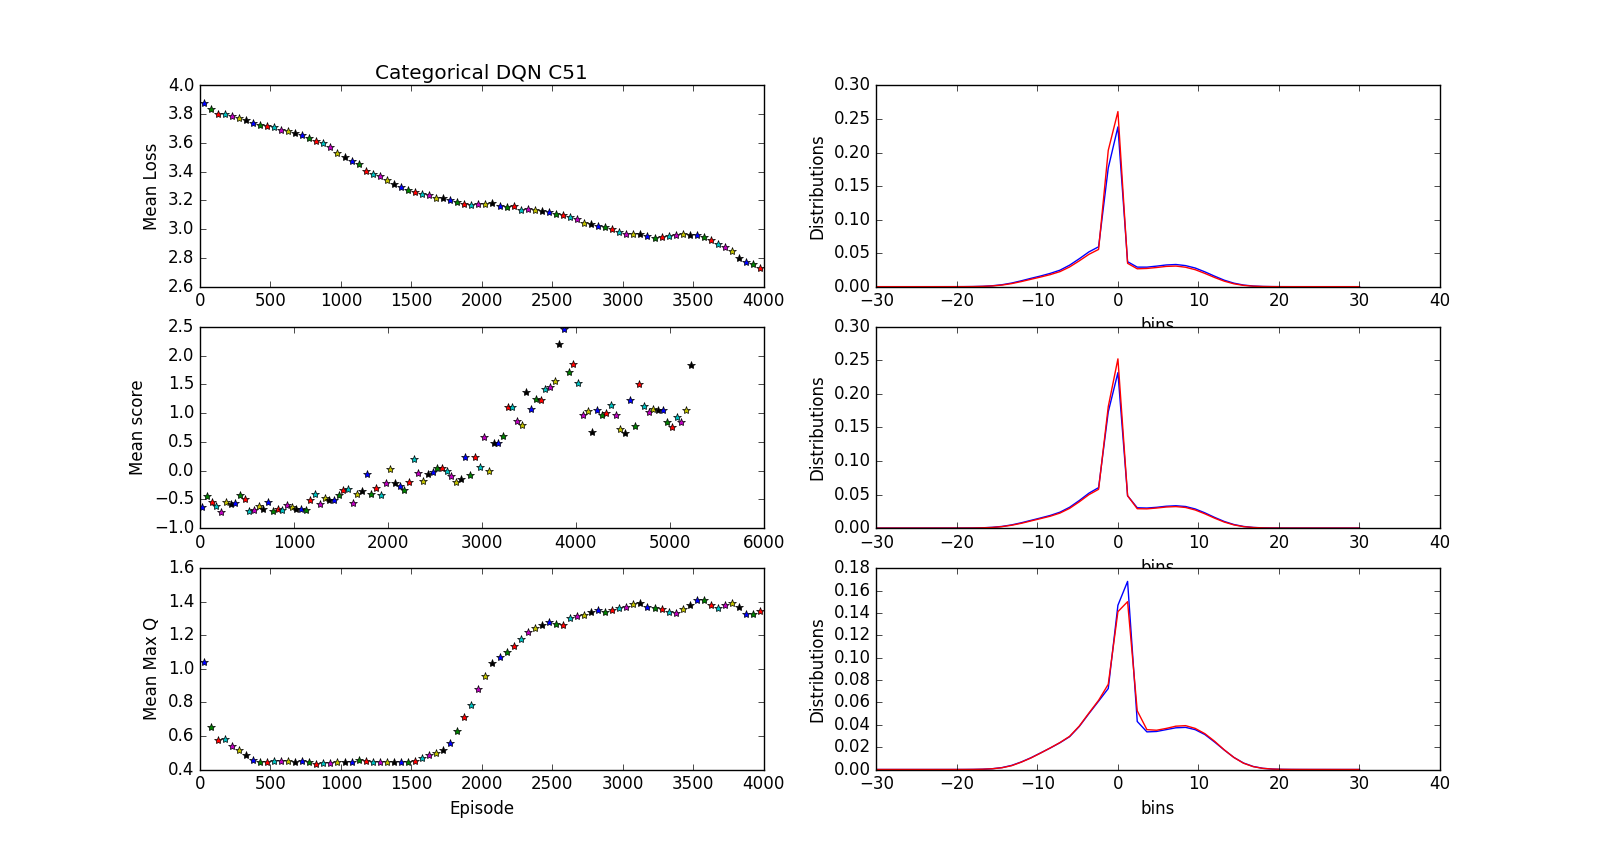 Categorical DQN C51
Mean Loss
4.0
3.8
3.6
3.4
3.2
3.0
2.8
2.6
0 500 1000 1500 2000 2500 3000 3500 4000
Mean score
2.5
2.0
1.5
1.0
0.5
0.0
−0.5
−1.0
0 1000 2000 3000 4000 5000 6000
Mean Max Q
1.6
1.4
1.2
1.0
0.8
0.6
0.4
0 500 1000 1500 2000 2500 3000 3500 4000
Episode
Distributions
0.30
0.25
0.20
0.15
0.10
0.05
0.00
−30 −20 −10 0 10 20 30 40
bins
Distributions
0.30
0.25
0.20
0.15
0.10
0.05
0.00
−30 −20 −10 0 10 20 30 40
bins
Distributions
0.18
0.16
0.14
0.12
0.10
0.08
0.06
0.04
0.02
0.00
−30 −20 −10 0 10 20 30 40
bins